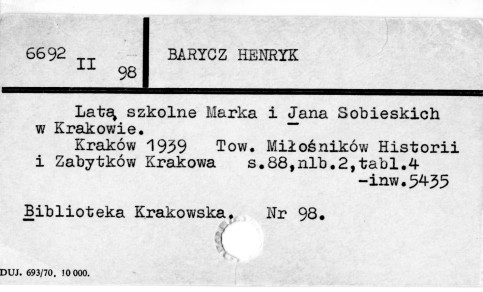 6692 II 98
BARYCZ HENRYK
Lata szkolne Marka i Jana Sobieskich
w Krakowie.
Kraków 1939 Tow. Miłośników Historii
i Zabytków Krakowa s.88,nlb.2,tabl.4
-inw.5435
Biblioteka Krakowska. Nr 98.
DUJ. 693/70. 10 000.